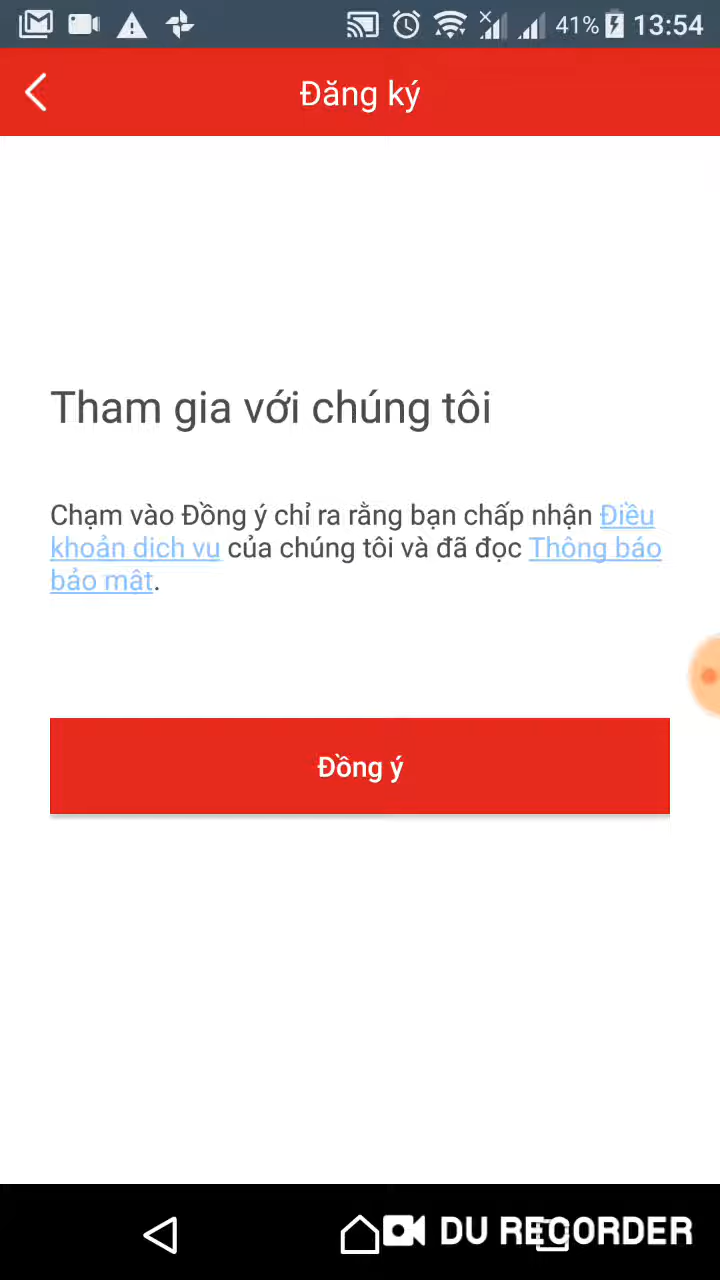 41% 13:54
Đăng ký
Tham gia với chúng tôi
Chạm vào Đồng ý chỉ ra rằng bạn chấp nhận Điều
khoản dịch vụ của chúng tôi và đã đọc Thông báo
bảo mật.
Đồng ý
DU RECORDER